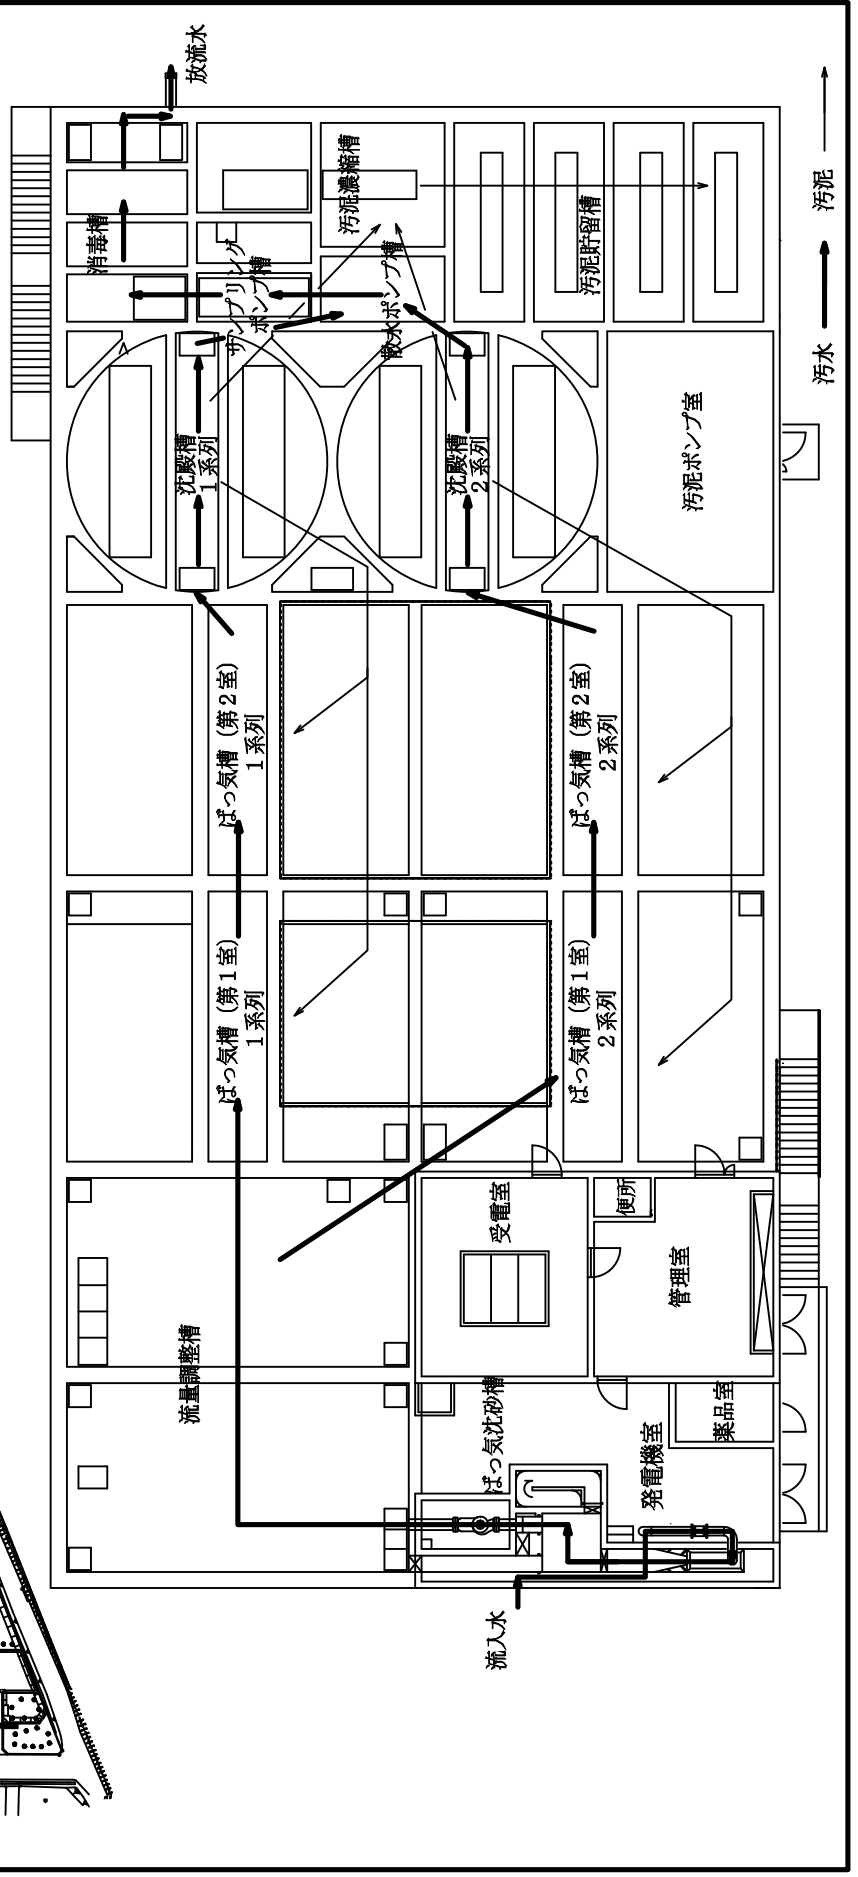 流入水
ばっ気沈砂槽
発電機室
薬品室
流量調整槽
受電室
便所
管理室
ばっ気槽（第１室）
１系列
ばっ気槽（第１室）
２系列
ばっ気槽（第２室）
１系列
ばっ気槽（第２室）
２系列
沈殿槽
１系列
沈殿槽
２系列
汚泥ポンプ室
消毒槽
サンプリング
ポンプ槽
散水ポンプ槽
汚泥濃縮槽
汚泥貯留槽
放流水
汚水
汚泥